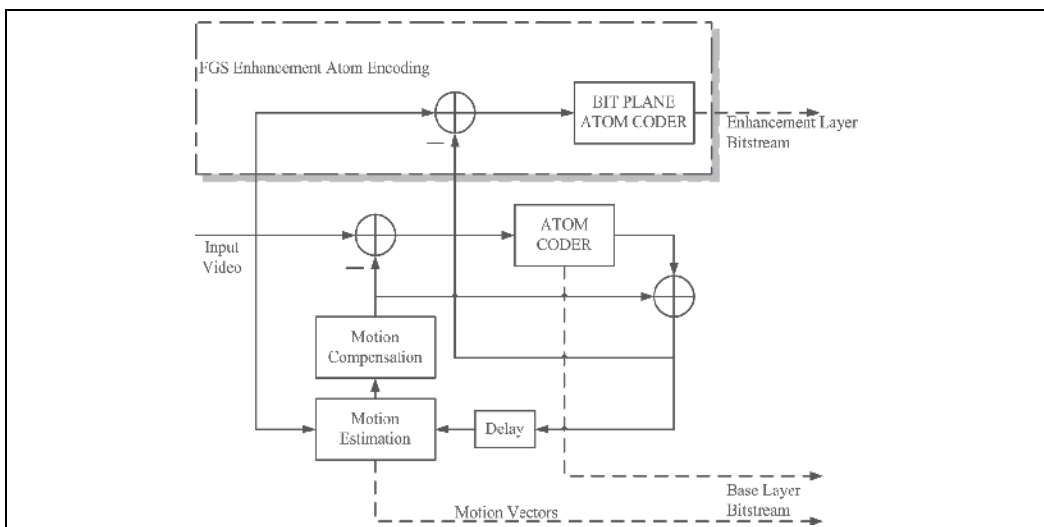 FGS Enhancement Atom Encoding
BIT PLANE
ATOM CODER
Enhancement Layer
Bitstream
Input
Video
ATOM
CODER
Motion
Compensation
Motion
Estimation
Delay
Base Layer
Bitstream
Motion Vectors